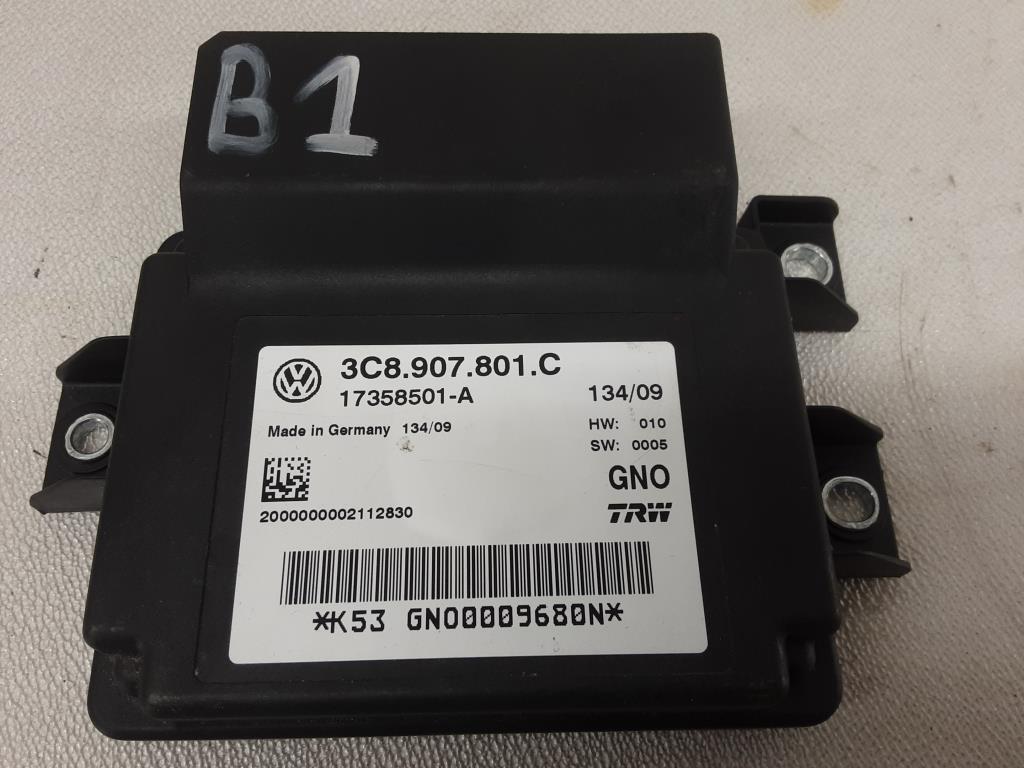 B1
3C8.907.801.C
17358501-A 134/09
Made in Germany 134/09 HW: 010
SW: 0005
GNO
2000000002112830 TRW
*K53 GNO00009680N*